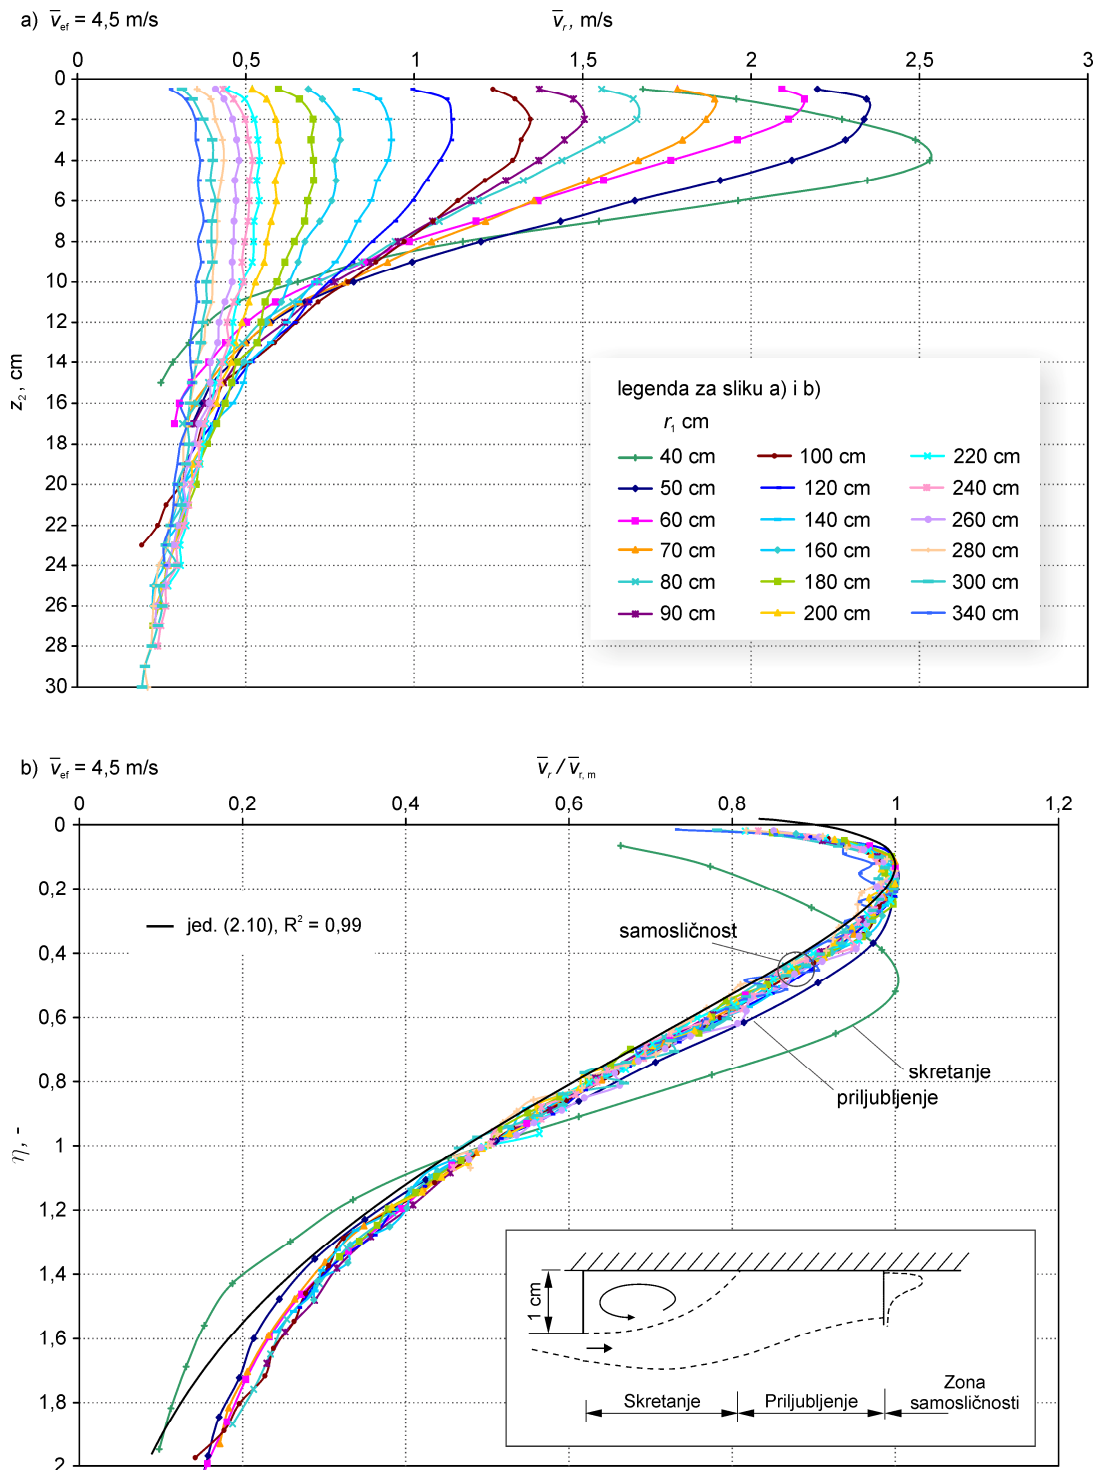 a) v̅ef = 4,5 m/s
v̅r, m/s
0 0,5 1 1,5 2 2,5 3
0
2
4
6
8
10
12
14
16
18
20
22
24
26
28
30
z2, cm
legenda za sliku a) i b)
r1 cm
40 cm 100 cm 220 cm
50 cm 120 cm 240 cm
60 cm 140 cm 260 cm
70 cm 160 cm 280 cm
80 cm 180 cm 300 cm
90 cm 200 cm 340 cm
b) v̅ef = 4,5 m/s
v̅r / v̅r, m
0 0,2 0,4 0,6 0,8 1 1,2
0
0,2
0,4
0,6
0,8
1
1,2
1,4
1,6
1,8
2
η, -
jed. (2.10), R² = 0,99
samosličnost
skretanje
priljubljenje
1 cm
Skretanje
Priljubljenje
Zona
samosličnosti